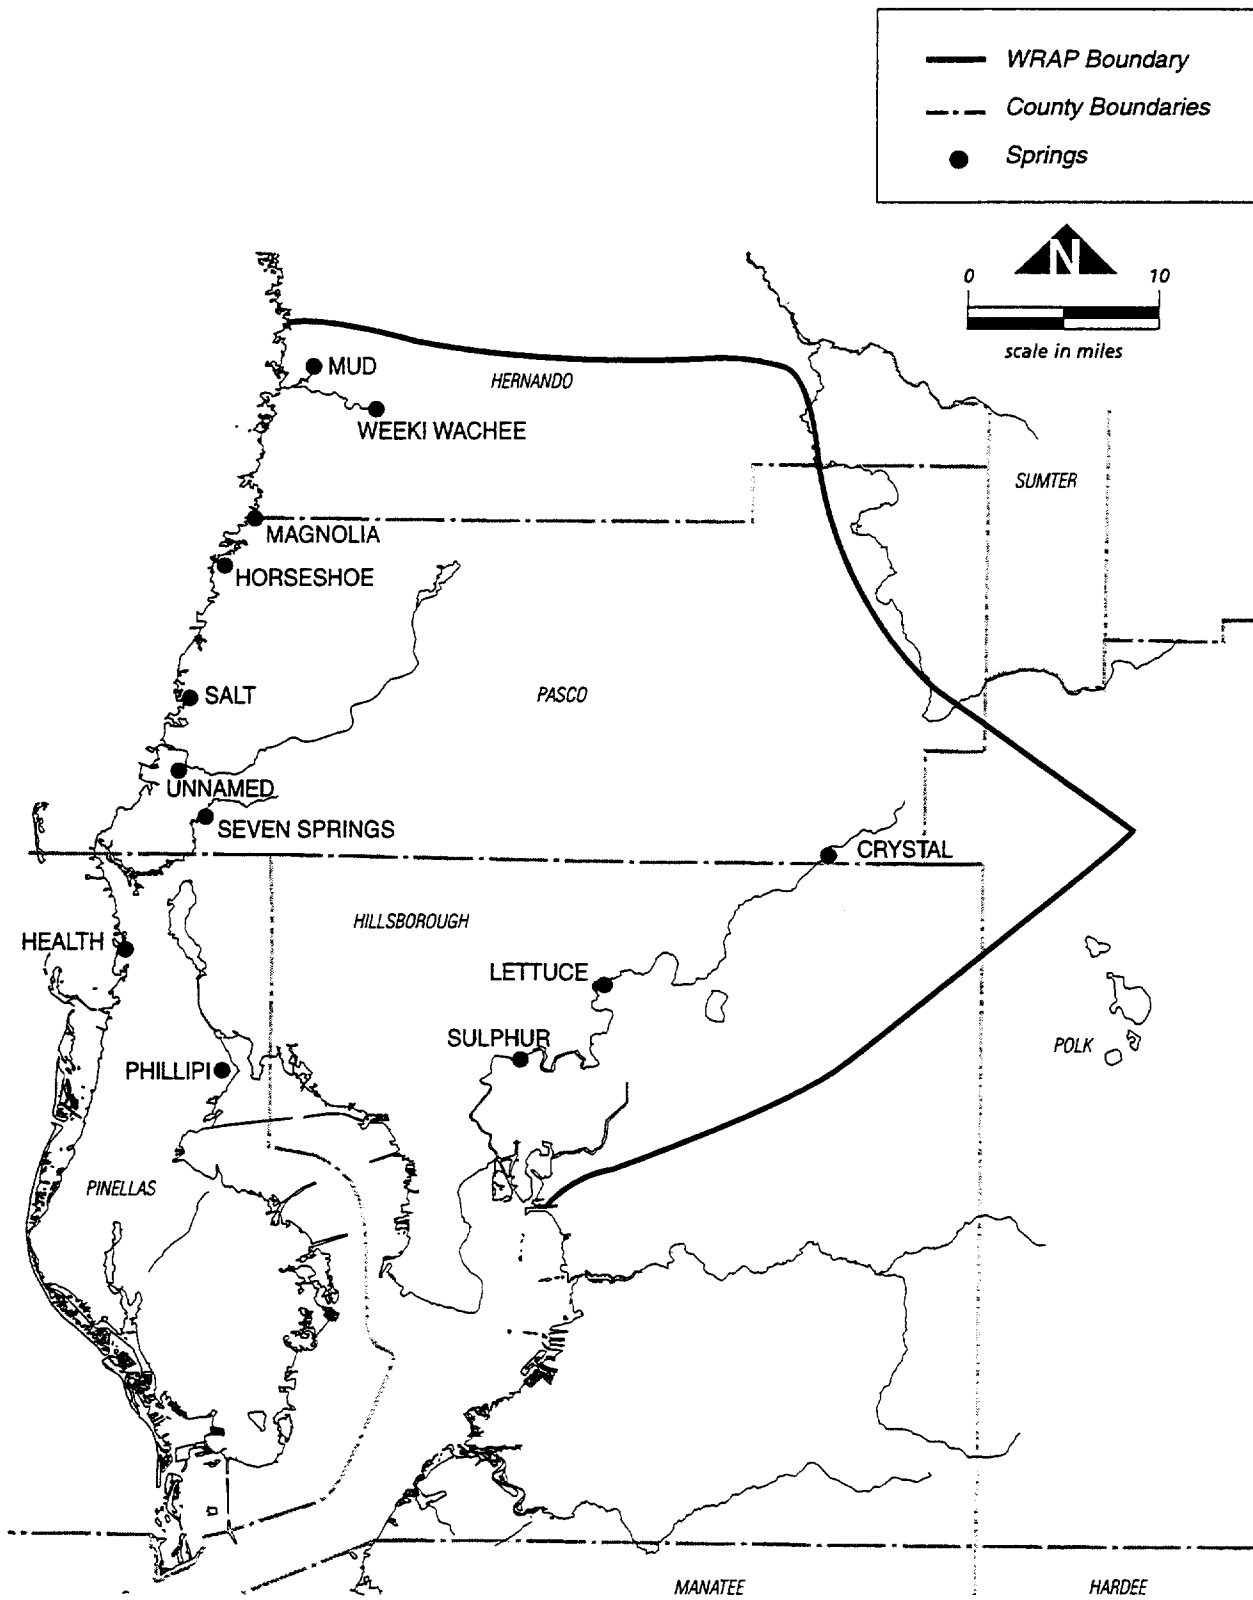 WRAP Boundary
County Boundaries
Springs
N
0 10
scale in miles
MUD
HERNANDO
WEEKI WACHEE
SUMTER
MAGNOLIA
HORSESHOE
SALT
PASCO
UNNAMED
SEVEN SPRINGS
CRYSTAL
HILLSBOROUGH
HEALTH
LETTUCE
SULPHUR
POLK
PHILLIPI
PINELLAS
MANATEE
HARDEE